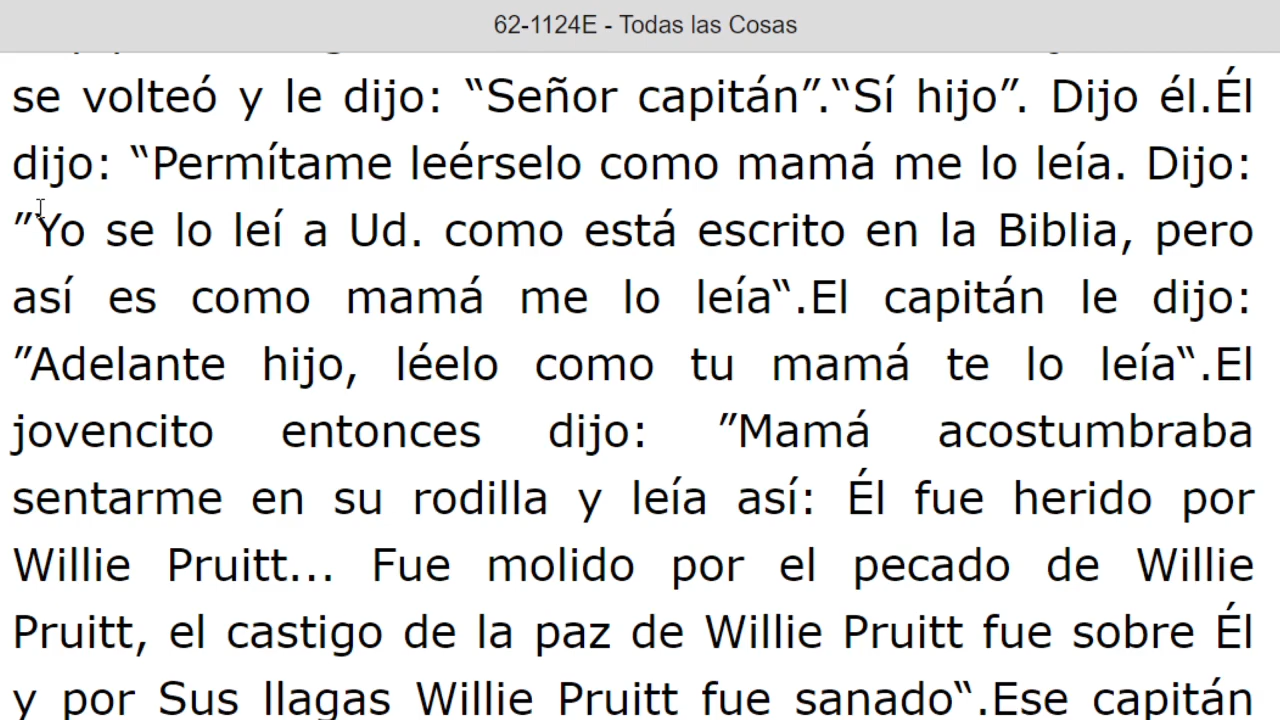 62-1124E - Todas las Cosas
se volteó y le dijo: “Señor capitán”.“Sí hijo”. Dijo él.Él
dijo: “Permítame leérselo como mamá me lo leía. Dijo:
”Yo se lo leí a Ud. como está escrito en la Biblia, pero
así es como mamá me lo leía“.El capitán le dijo:
”Adelante hijo, léelo como tu mamá te lo leía“.El
jovencito entonces dijo: ”Mamá acostumbraba
sentarme en su rodilla y leía así: Él fue herido por
Willie Pruitt... Fue molido por el pecado de Willie
Pruitt, el castigo de la paz de Willie Pruitt fue sobre Él
y por Sus llagas Willie Pruitt fue sanado“.Ese capitán